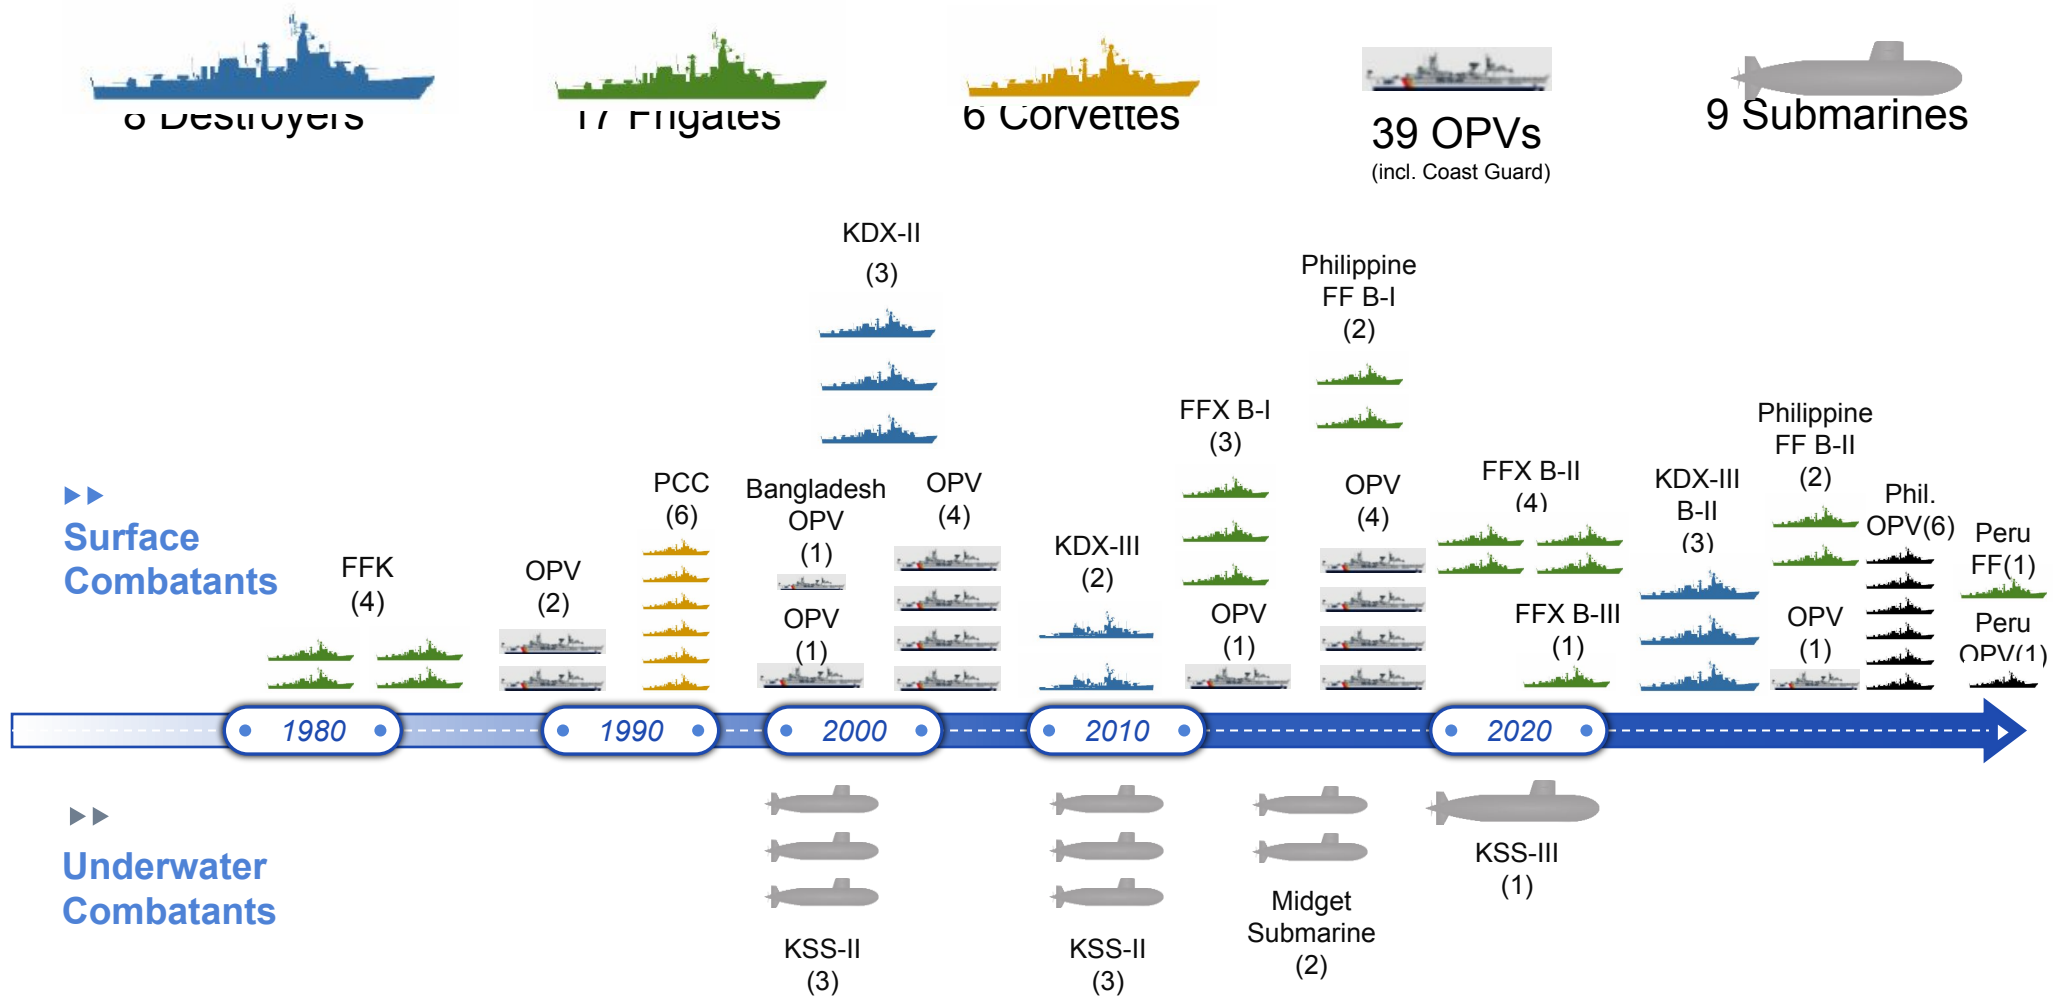 8 Destroyers
17 Frigates
6 Corvettes
39 OPVs
(incl. Coast Guard)
9 Submarines
KDX-II
(3)
Philippine
FF B-I
(2)
FFX B-I
(3)
Philippine
FF B-II
(2)
PCC
(6)
Bangladesh
OPV
(1)
OPV
(4)
OPV
(4)
FFX B-II
(4)
KDX-III
B-II
(3)
Phil.
OPV(6)
Peru
FF(1)
Surface
Combatants
FFK
(4)
OPV
(2)
OPV
(1)
KDX-III
(2)
OPV
(1)
FFX B-III
(1)
OPV
(1)
Peru
OPV(1)
1980
1990
2000
2010
2020
Underwater
Combatants
KSS-II
(3)
KSS-II
(3)
Midget
Submarine
(2)
KSS-III
(1)